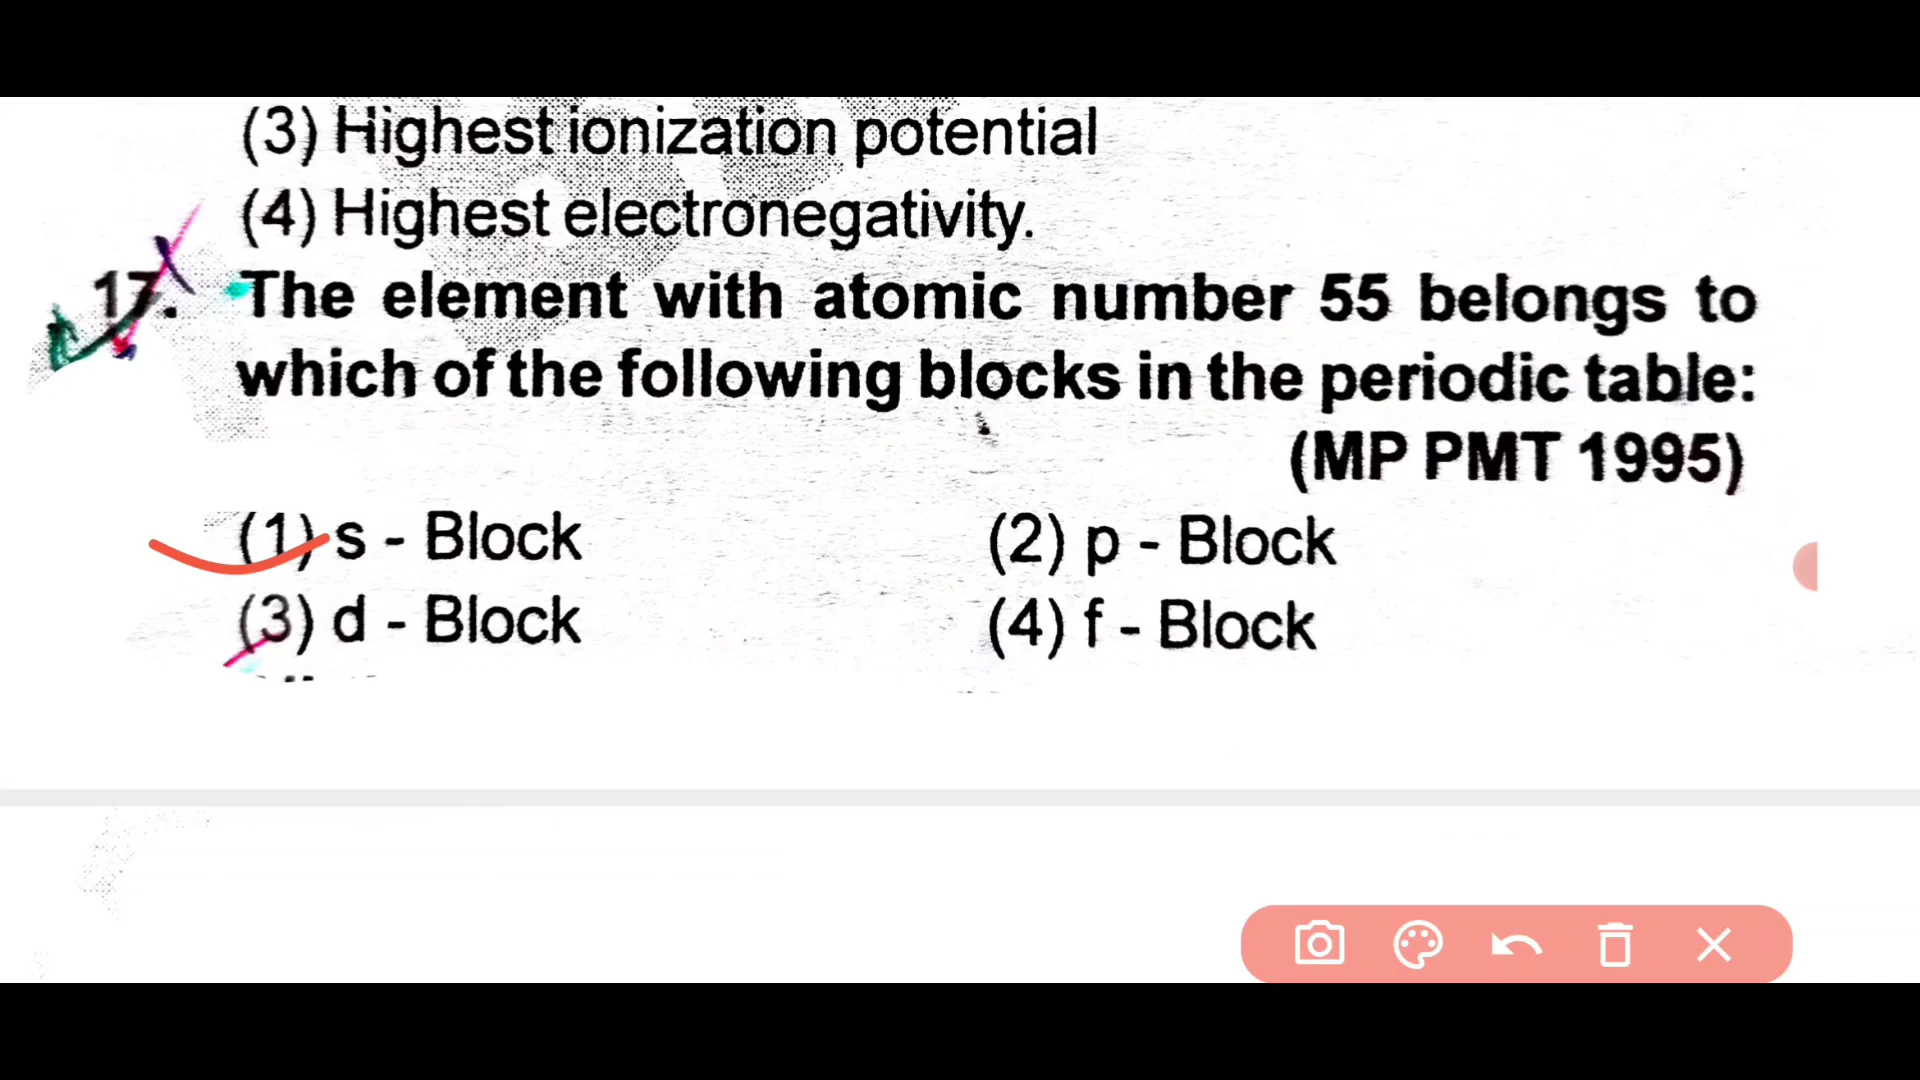 (3) Highest ionization potential
(4) Highest electronegativity.
17. The element with atomic number 55 belongs to
which of the following blocks in the periodic table:
(MP PMT 1995)
(1) s - Block (2) p - Block
(3) d - Block (4) f - Block